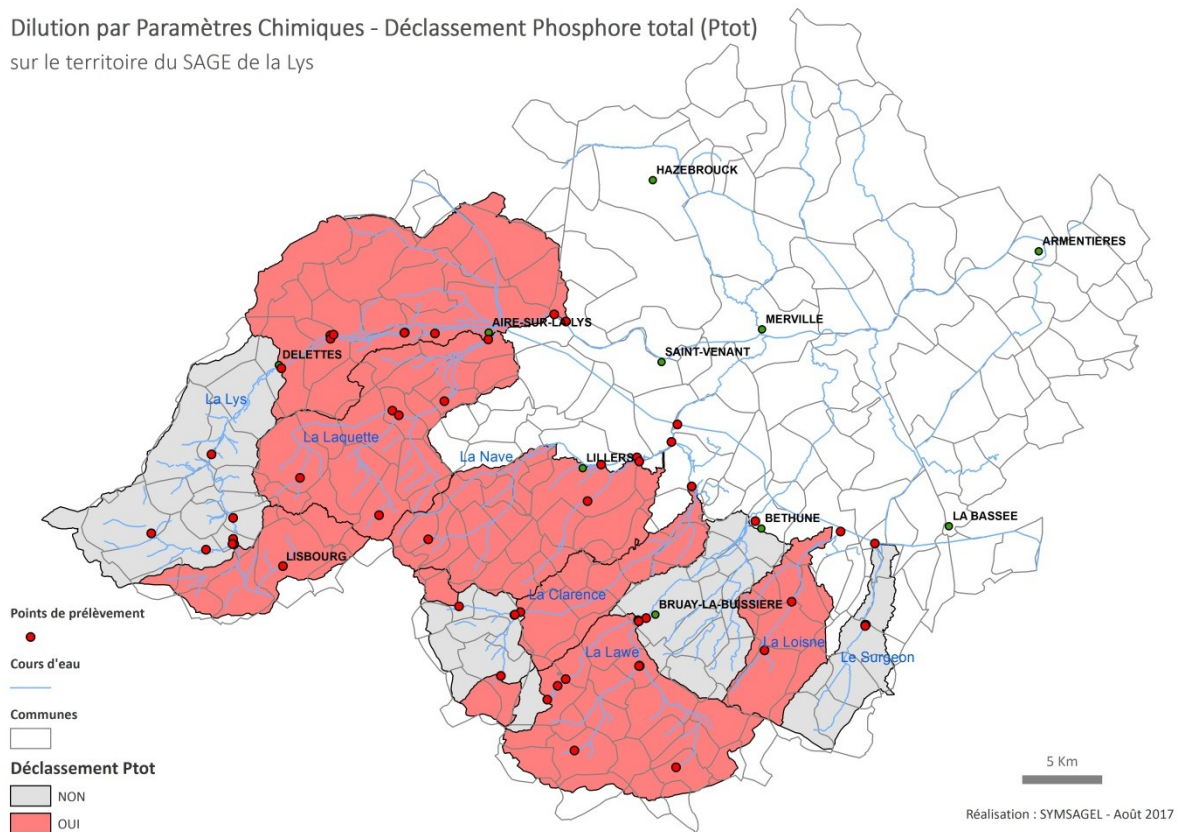 Dilution par Paramètres Chimiques - Déclassement Phosphore total (Ptot)
sur le territoire du SAGE de la Lys
HAZEBROUCK
ARMENTIERES
AIRE-SUR-LA-LYS
MERVILLE
DELETTES
SAINT-VENANT
La Lys
La Laquette
La Nave
LILLERS
BETHUNE
LA BASSEE
LISBOURG
La Clarence
BRUAY-LA-BUISSIERE
La Loisne
La Lawe
Le Surgeon
Points de prélèvement
Cours d'eau
Communes
Déclassement Ptot
NON
OUI
5 Km
Réalisation : SYMSAGEL - Août 2017